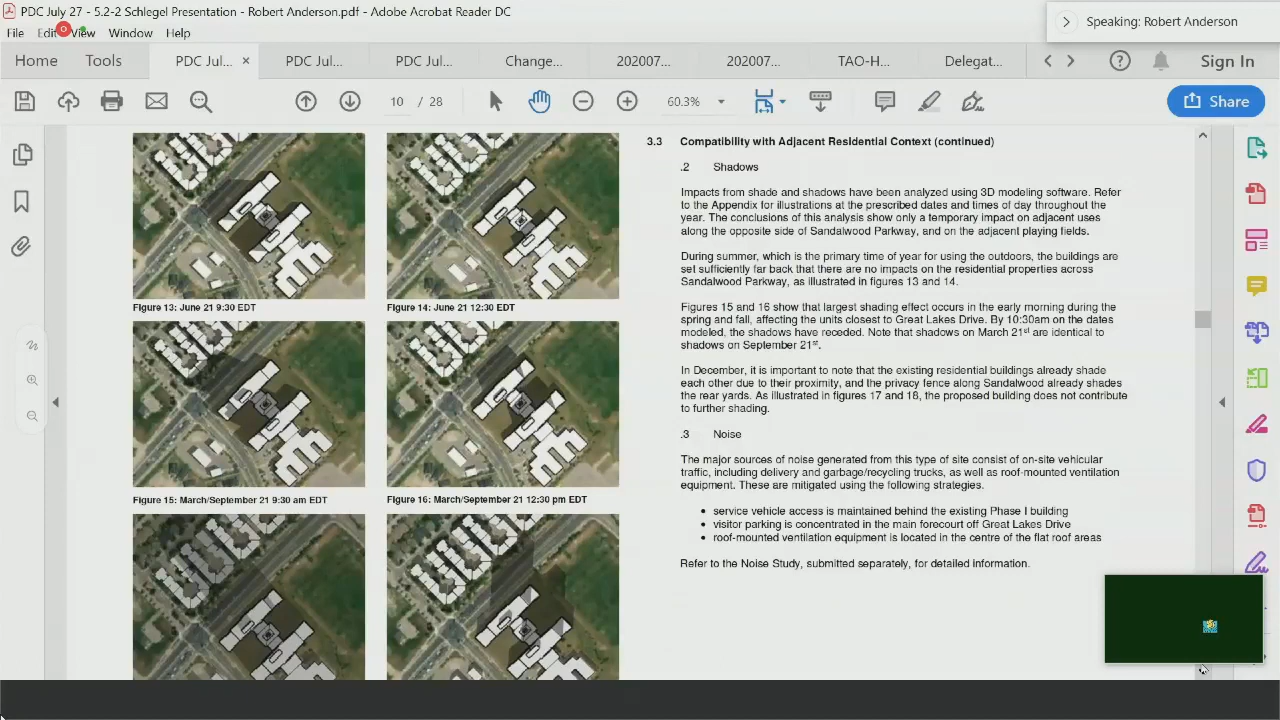 PDC July 27 - 5.2-2 Schlegel Presentation - Robert Anderson.pdf - Adobe Acrobat Reader DC
Speaking: Robert Anderson
File Edit View Window Help
Home Tools PDC Jul... × PDC Jul... PDC Jul... Change... 202007... 202007... TAO-H... Delegat... Sign In
10 / 28 60.3% Share
3.3 Compatibility with Adjacent Residential Context (continued)
.2 Shadows
Impacts from shade and shadows have been analyzed using 3D modeling software. Refer
to the Appendix for illustrations at the prescribed dates and times of day throughout the
year. The conclusions of this analysis show only a temporary impact on adjacent uses
along the opposite side of Sandalwood Parkway, and on the adjacent playing fields.
During summer, which is the primary time of year for using the outdoors, the buildings are
set sufficiently far back that there are no impacts on the residential properties across
Sandalwood Parkway, as illustrated in figures 13 and 14.
Figure 13: June 21 9:30 EDT
Figure 14: June 21 12:30 EDT
Figures 15 and 16 show that largest shading effect occurs in the early morning during the
spring and fall, affecting the units closest to Great Lakes Drive. By 10:30am on the dates
modeled, the shadows have receded. Note that shadows on March 21st are identical to
shadows on September 21st.
In December, it is important to note that the existing residential buildings already shade
each other due to their proximity, and the privacy fence along Sandalwood already shades
the rear yards. As illustrated in figures 17 and 18, the proposed building does not contribute
to further shading.
.3 Noise
The major sources of noise generated from this type of site consist of on-site vehicular
traffic, including delivery and garbage/recycling trucks, as well as roof-mounted ventilation
equipment. These are mitigated using the following strategies.
Figure 15: March/September 21 9:30 am EDT
Figure 16: March/September 21 12:30 pm EDT
• service vehicle access is maintained behind the existing Phase I building
• visitor parking is concentrated in the main forecourt off Great Lakes Drive
• roof-mounted ventilation equipment is located in the centre of the flat roof areas
Refer to the Noise Study, submitted separately, for detailed information.